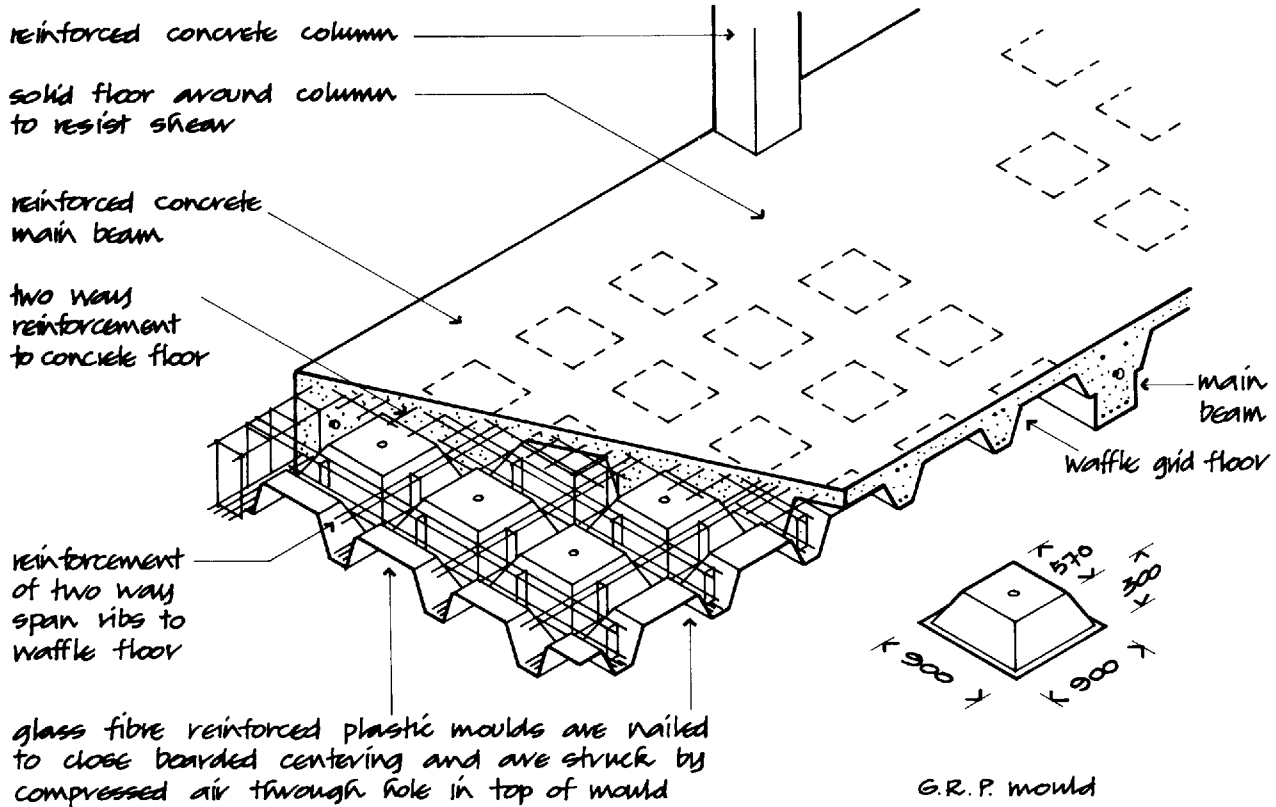 reinforced concrete column
solid floor around column
to resist shear
reinforced concrete
main beam
two way
reinforcement
to concrete floor
main
beam
waffle grid floor
reinforcement
of two way
span ribs to
waffle floor
570
300
900
900
glass fibre reinforced plastic moulds are nailed
to close boarded centering and are struck by
compressed air through hole in top of mould
G.R.P. mould